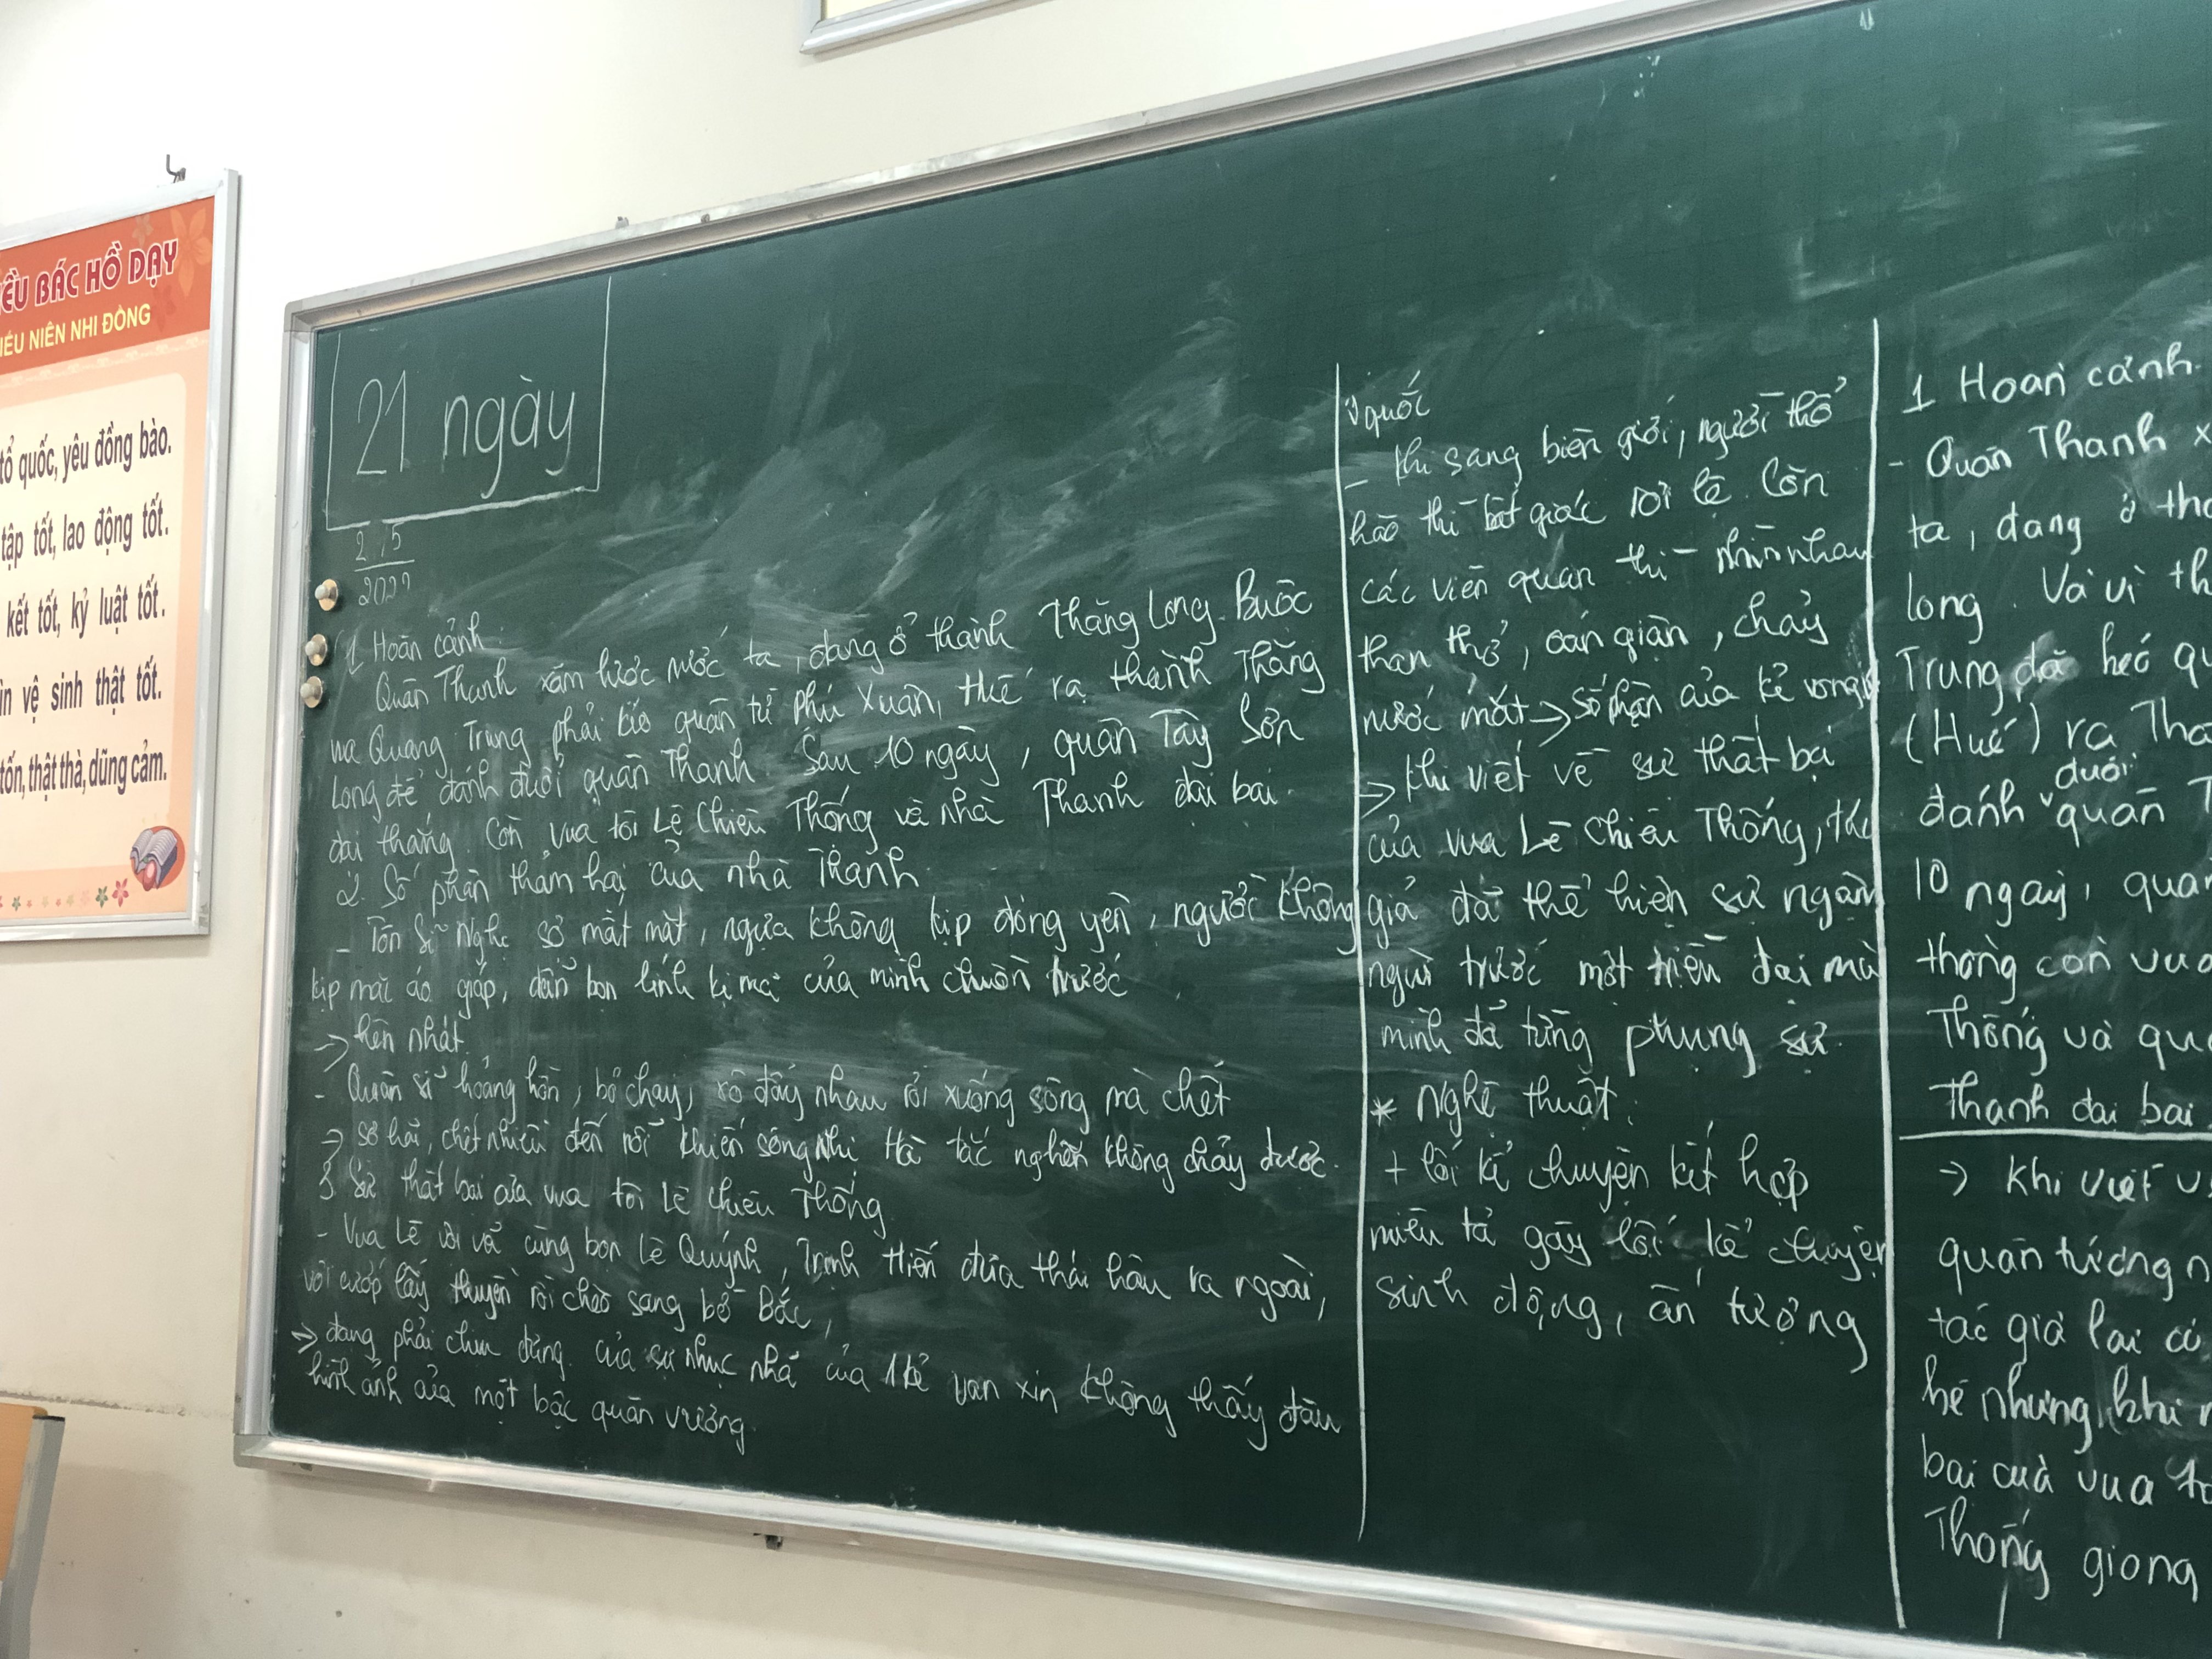 ỀU BÁC HỒ DẠY
IẾU NIÊN NHI ĐỒNG
tổ quốc, yêu đồng bào.
tập tốt, lao động tốt.
kết tốt, kỷ luật tốt.
ìn vệ sinh thật tốt.
tốn, thật thà, dũng cảm.
21 ngày
2/5
1 Hoàn cảnh
Quân Thanh xâm lược nước ta, đang ở thành Thăng Long. Buộc
Quang Trung phải kéo quân từ phú Xuân, Huế ra thành Thăng
Long để đánh đuổi quân Thanh. Sau 10 ngày, quân Tây Sơn
đại thắng. Còn vua tôi Lê Chiêu Thống và nhà Thanh đại bại.
2. Số phận thảm hại của nhà Thanh.
- Tôn Sĩ Nghị sợ mất mật, ngựa không kịp đóng yên, người không
kịp mặc áo giáp, dẫn bọn lính kị mã của mình chuồn trước
-> hèn nhát.
- Quân sĩ hoảng hồn, bỏ chạy, xô đẩy nhau rơi xuống sông mà chết
-> sợ hãi, chết nhiều đến nỗi khiến sông Nhị Hà tắc nghẽn không chảy được.
3 Sự thất bại của vua tôi Lê Chiêu Thống
- Vua Lê vội vã cùng bọn Lê Quýnh, Trịnh Hiến đưa thái hậu ra ngoài,
vội cướp lấy thuyền rồi chèo sang bờ Bắc,
-> đang phải chịu đựng của sự nhục nhã của 1 kẻ van xin không thấy đâu
hình ảnh của một bậc quân vương.
quốc
- khi sang biên giới, người thổ
hào thì bất giác rơi lệ. Còn
các viên quan thì nhìn nhau
than thở, oán giận, chảy
nước mắt -> số phận của kẻ vong
-> khi viết về sự thất bại
của vua Lê Chiêu Thống,
giả đã thể hiện sự ngậm
ngùi trước một triều đại mà
mình đã từng phụng sự.
* Nghệ thuật:
+ lối kể chuyện kết hợp
miêu tả gây lối kể chuyện
sinh động, ấn tượng
1 Hoàn cảnh.
- Quân Thanh x
ta, đang ở thà
long. Và vì th
Trung đã kéo qu
(Huế) ra Thă
đuổi
đánh v quân T
10 ngày, quân
thắng còn vua
Thống và quâ
Thanh đại bại.
-> Khi viết v
quân tướng n
tác giả lại có
hê nhưng, khi n
bại của vua tô
Thống giọng